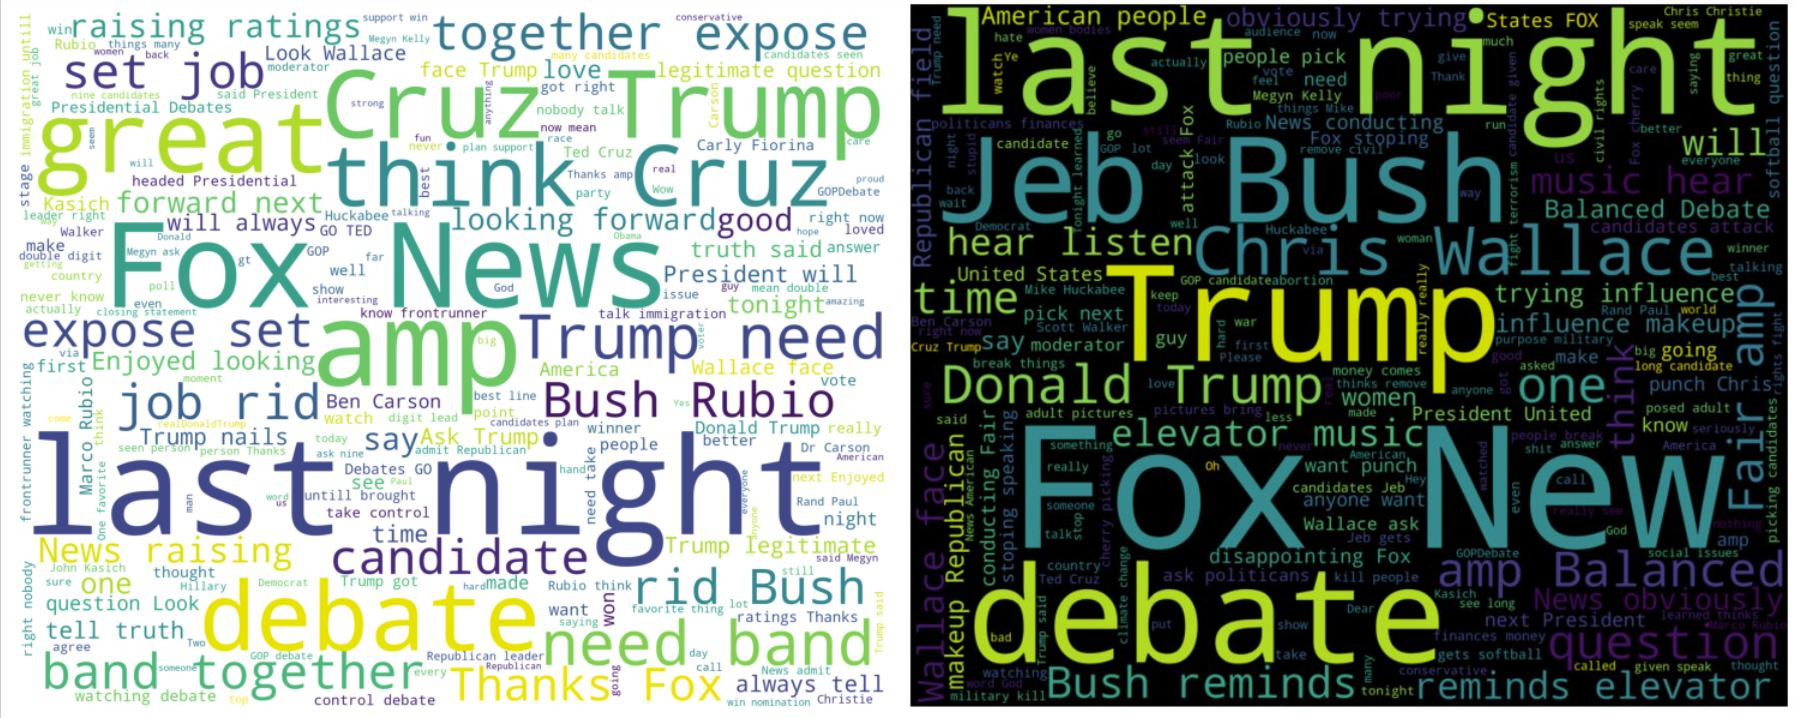 win raising ratings support win Megyn Kelly together expose conservative
Rubio things many women back
set job Look Wallace moderator many candidates candidates seen
face Trump love legitimate question
nine candidates said President got right
Presidential Debates strong anything nobody talk Carson
Cruz Trump
great
stage immigration until great job
seem fun never now mean race care
will plan support Ted Cruz Carly Fiorina
think Cruz
headed Presidential best Thanks amp real
party Wow GOPDebate proud
Kasich forward next
leader right way will always Huckabee talking looking forward good right now
Walker Donald GO TED Obama hope loved
make Megyn ask GOP far truth said answer
double digit gt well
getting country
Fox News
President will
poll show God issue guy mean double
never know even interesting tonight amazing
actually closing statement know frontrunner talk immigration
expose set amp Trump need
via big voter
first Enjoyed looking America Wallace face
moment vote
job rid Ben Carson best line Bush Rubio
watch digit lead point Yes
come realDonaldTrump candidates plan winner Donald Trump really
Trump nails today say Ask Trump people better Dr Carson
seen person person Thanks ask nine admit Republican American
frontrunner watching Marco Rubio think
Debates GO hand need take next Enjoyed
see Paul
last night
One favorite man word us untill brought everyone anyone Rand Paul
take control night
time
News raising candidate Trump legitimate
said Megyn
John Kasich thought
sure one Hillary Democrat Trump got hard made Rubio think rid Bush still
question Look debate want won favorite thing lot
saying ratings Thanks
tell truth
agree Two right nobody need band Trump said
GOP debate Republican leader day
band together someone every Republican going call News admit
Thanks Fox always tell
watching debate top control debate win nomination Christie
American people obviously trying States FOX Chris Christie
hate women bodies audience now much speak seem
last night
Trump need watch Ye actually people pick give great
believe vote feel need Thank care saying thing
Megyn Kelly poor
things Mike
Republican field politicians finances Rubio News conducting run civil rights better softball question
still Fox stoping candidate given Fox cherry
night stupid candidate go seem Fair remove civil will
GOP lot us everyone
Jeb Bush
day look attack Fox music hear
back tonight learned way
wait Balanced Debate
Democrat well Huckabee candidates attack
hear listen Chris Wallace
via woman fight terrorism winner
United States GOP candidate abortion best talking
time Mike Huckabee Trump keep really really trying influence
pick next today Rand Paul world
Ben Carson right now Scott Walker hard war influence makeup
Cruz Trump say moderator guy first Please purpose military
good make big going
break things money comes asked long candidate
Donald Trump love thinks remove anyone got one think punch Chris
women
sure said adult pictures pictures bring less real made President United posed adult rights fight
know seriously
elevator music people break America
something never answer shit
Fox New
really Oh American watched
want punch Hey even call
candidates Jeb really see
someone anyone want God nothing
talk stop cherry picking Wallace ask Jeb gets amp
Wallace face makeup Republican News American conducting Fair stoping speaking
Fair amp picking candidates
disappointing Fox GOPDebate social issues
country climate change
Ted Cruz ask politicians kill people amp Balanced
debate
Kasich see long News obviously
Dear next President learned things
Trump said put show Marco Rubio
bad finances money question
take gets softball
watching many conservative called given speak thought
word God
military kill Bush reminds tonight reminds elevator